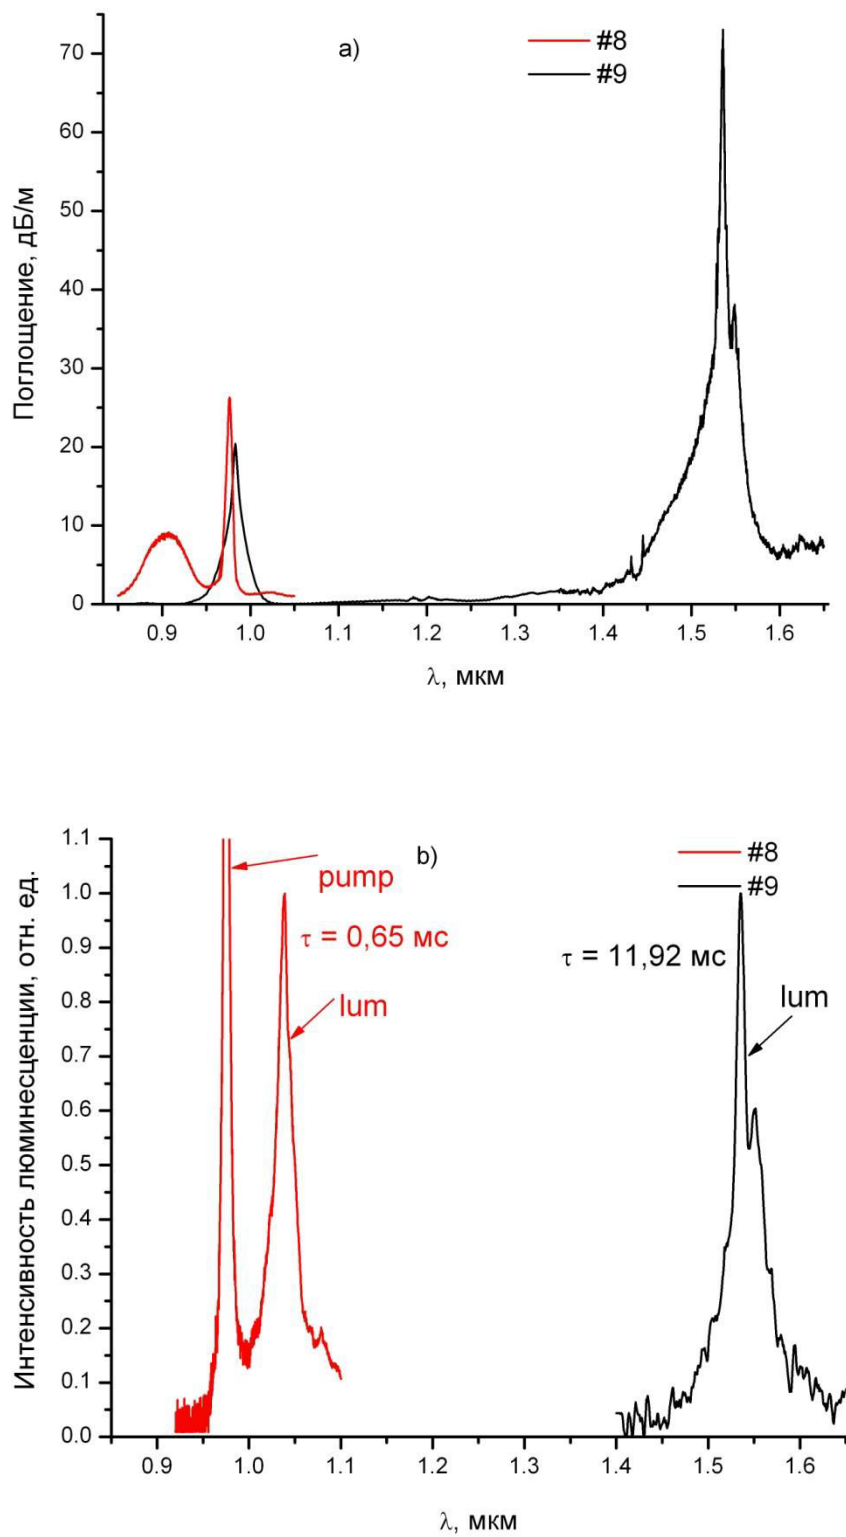 a)
#8
#9
Поглощение, дБ/м
70
60
50
40
30
20
10
0
0.9 1.0 1.1 1.2 1.3 1.4 1.5 1.6
λ, мкм
b)
#8
#9
pump
τ = 0,65 мс
lum
τ = 11,92 мс
lum
Интенсивность люминесценции, отн. ед.
1.1
1.0
0.9
0.8
0.7
0.6
0.5
0.4
0.3
0.2
0.1
0.0
0.9 1.0 1.1 1.2 1.3 1.4 1.5 1.6
λ, мкм